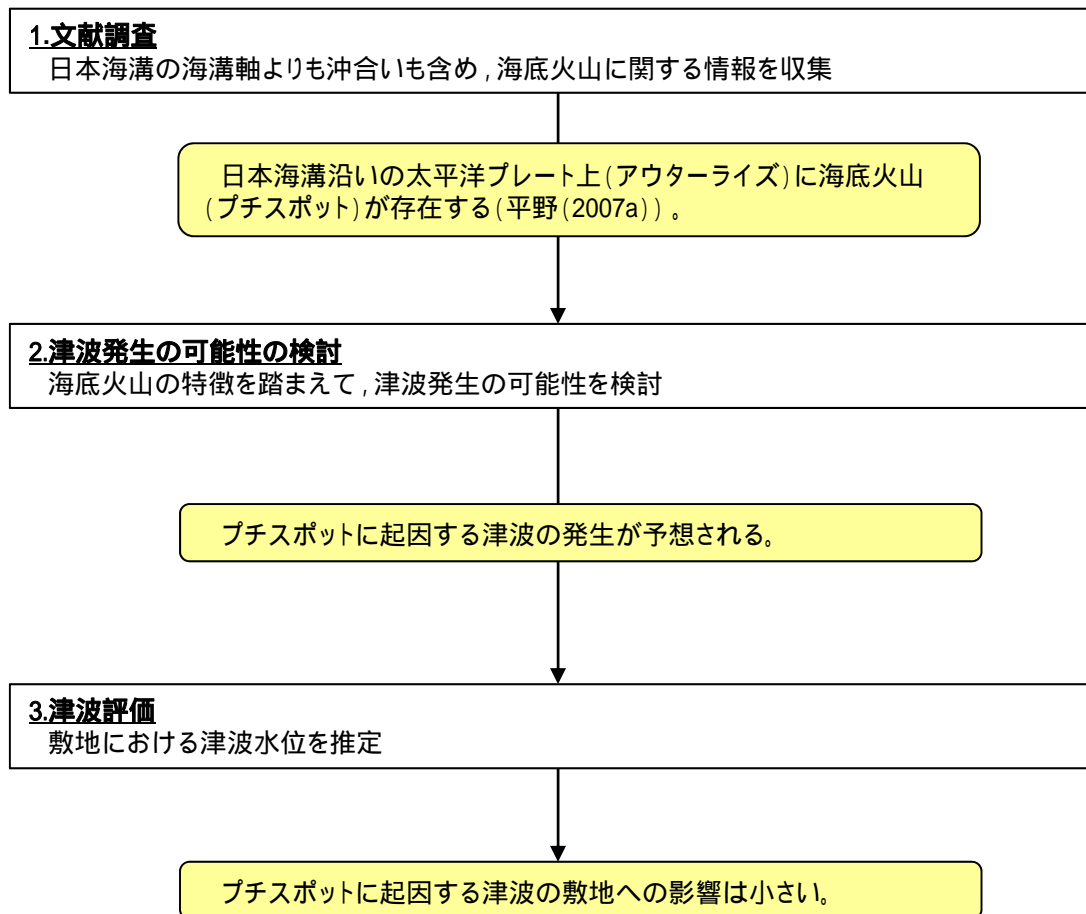 1.文献調査
日本海溝の海溝軸よりも沖合いも含め,海底火山に関する情報を収集
日本海溝沿いの太平洋プレート上(アウターライズ)に海底火山
(プチスポット)が存在する(平野(2007a))。
2.津波発生の可能性の検討
海底火山の特徴を踏まえて,津波発生の可能性を検討
プチスポットに起因する津波の発生が予想される。
3.津波評価
敷地における津波水位を推定
プチスポットに起因する津波の敷地への影響は小さい。